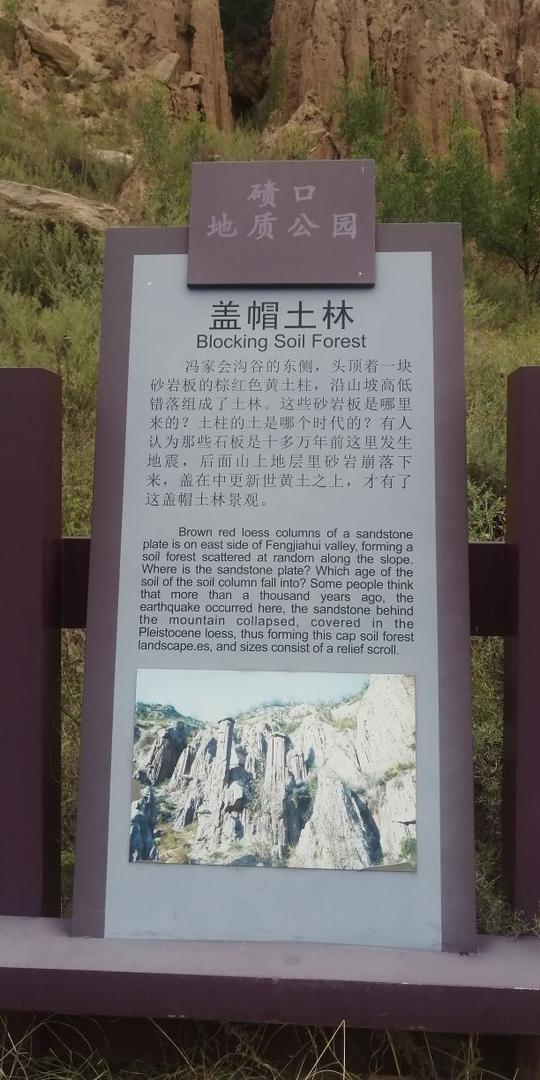 碛口
地质公园
盖帽土林
Blocking Soil Forest
冯家会沟谷的东侧，头顶着一块
砂岩板的棕红色黄土柱，沿山坡高低
错落组成了土林。这些砂岩板是哪里
来的？土柱的土是哪个时代的？有人
认为那些石板是十多万年前这里发生
地震，后面山上地层里砂岩崩落下
来，盖在中更新世黄土之上，才有了
这盖帽土林景观。
Brown red loess columns of a sandstone
plate is on east side of Fengjiahui valley, forming a
soil forest scattered at random along the slope.
Where is the sandstone plate? Which age of the
soil of the soil column fall into? Some people think
that more than a thousand years ago, the
earthquake occurred here, the sandstone behind
the mountain collapsed, covered in the
Pleistocene loess, thus forming this cap soil forest
landscape.es, and sizes consist of a relief scroll.